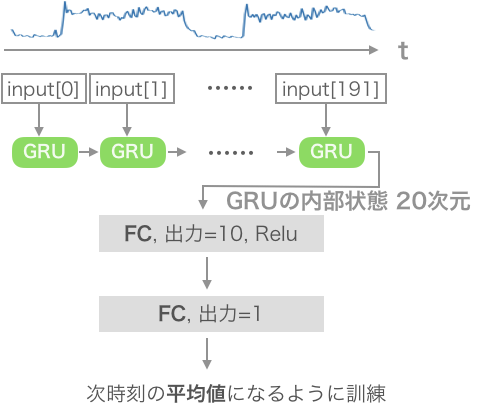 t
input[0] input[1] ...... input[191]
GRU GRU ...... GRU
GRUの内部状態 20次元
FC, 出力=10, Relu
FC, 出力=1
次時刻の平均値になるように訓練